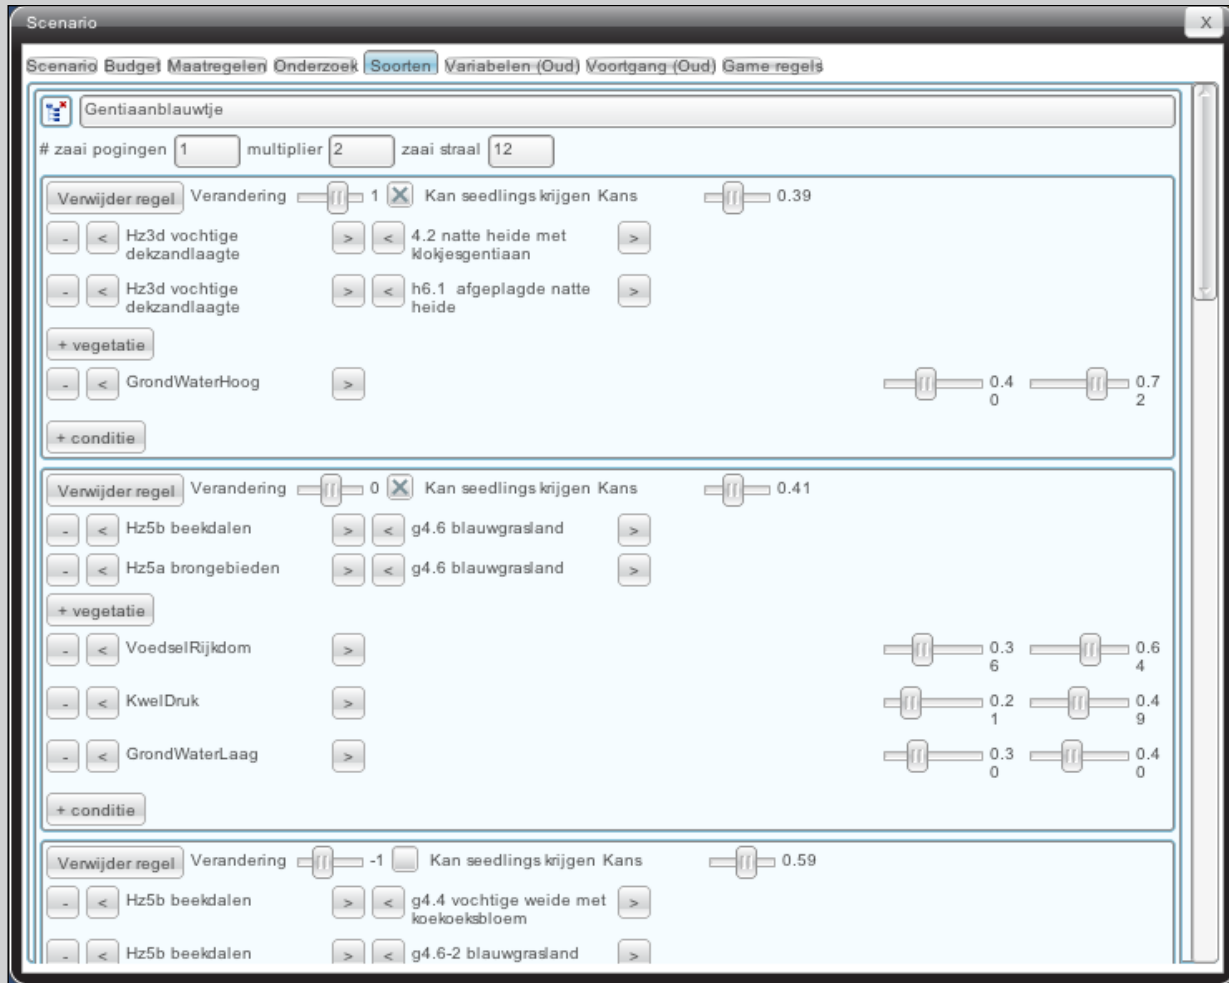 Scenario
X
Scenario Budget Maatregelen Onderzoek Soorten Variabelen (Oud) Voortgang (Oud) Game regels
Gentiaanblauwtje
# zaai pogingen 1 multiplier 2 zaai straal 12
Verwijder regel Verandering 1 X Kan seedlings krijgen Kans 0.39
- < Hz3d vochtige dekzandlaagte > < 4.2 natte heide met klokjesgentiaan >
- < Hz3d vochtige dekzandlaagte > < h6.1 afgeplagde natte heide >
+ vegetatie
- < GrondWaterHoog > 0.40 0.72
+ conditie
Verwijder regel Verandering 0 X Kan seedlings krijgen Kans 0.41
- < Hz5b beekdalen > < g4.6 blauwgrasland >
- < Hz5a brongebieden > < g4.6 blauwgrasland >
+ vegetatie
- < VoedselRijkdom > 0.36 0.64
- < KwelDruk > 0.21 0.49
- < GrondWaterLaag > 0.30 0.40
+ conditie
Verwijder regel Verandering -1 Kan seedlings krijgen Kans 0.59
- < Hz5b beekdalen > < g4.4 vochtige weide met koekoeksbloem >
- < Hz5b beekdalen > < g4.6-2 blauwgrasland >